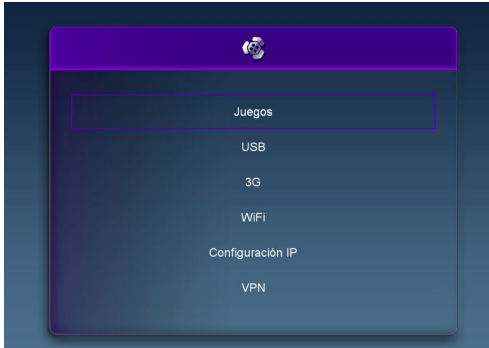 Juegos
USB
3G
WiFi
Configuración IP
VPN